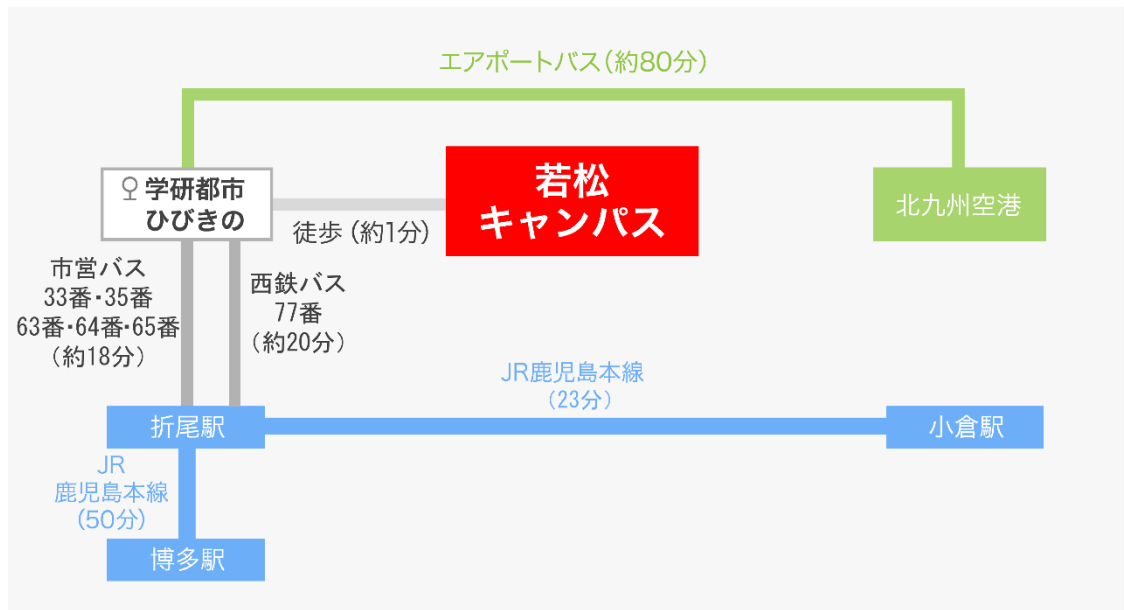 エアポートバス(約80分)
学研都市
ひびきの
若松
キャンパス
北九州空港
徒歩(約1分)
市営バス
33番・35番
63番・64番・65番
(約18分)
西鉄バス
77番
(約20分)
JR鹿児島本線
(23分)
折尾駅
小倉駅
JR
鹿児島本線
(50分)
博多駅